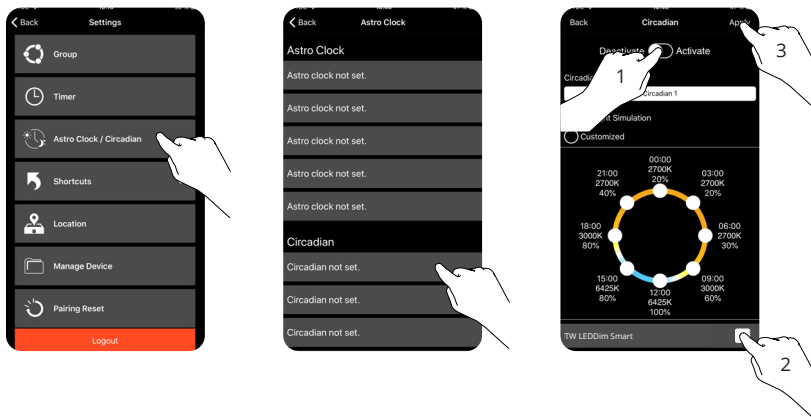 Back Settings
Group
Timer
Astro Clock / Circadian
Shortcuts
Location
Manage Device
Pairing Reset
Logout
Back Astro Clock
Astro Clock
Astro clock not set.
Astro clock not set.
Astro clock not set.
Astro clock not set.
Astro clock not set.
Circadian
Circadian not set.
Circadian not set.
Circadian not set.
Back Circadian Apply
Deactivate Activate
Circadian 1
Simulation
Customized
00:00
2700K
20%
03:00
2700K
20%
06:00
2700K
30%
09:00
3000K
60%
12:00
6425K
100%
15:00
6425K
80%
18:00
3000K
80%
21:00
2700K
40%
TW LEDDim Smart
1
2
3